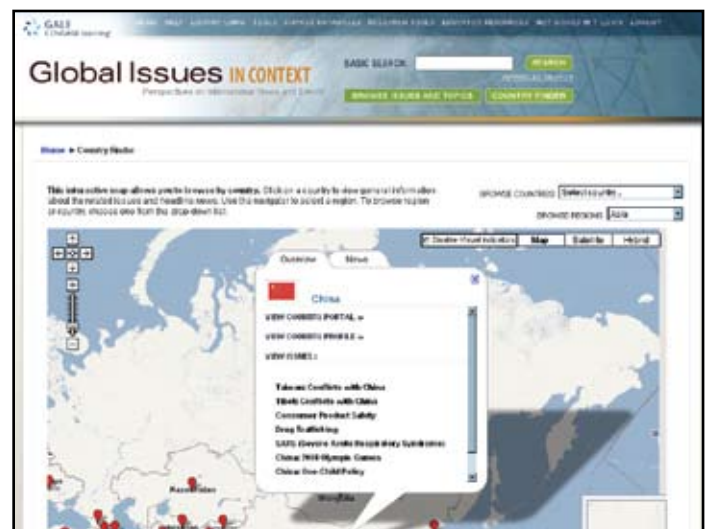 GALE
CENGAGE Learning
Global Issues IN CONTEXT
Perspectives on International News and Events
BASIC SEARCH
SEARCH
BROWSE ISSUES AND TOPICS
COUNTRY FINDER
Home Country Finder
This interactive map allows you to browse by country. Click on a country to view general information
about the related issues and headline news. Use the navigator to select a region. To browse region
or country, choose one from the drop-down list.
BROWSE COUNTRIES: Select country...
BROWSE REGIONS: Asia
Map
Satellite
Hybrid
Overview
News
China
VIEW COUNTRY PORTAL
VIEW COUNTRY PROFILE
VIEW ISSUES:
Taiwan: Conflicts with China
Tibet: Conflicts with China
Consumer Product Safety
Drug Trafficking
SARS (Severe Acute Respiratory Syndrome)
China: 2008 Olympic Games
China: One-Child Policy
Kazakhstan
Mongolia